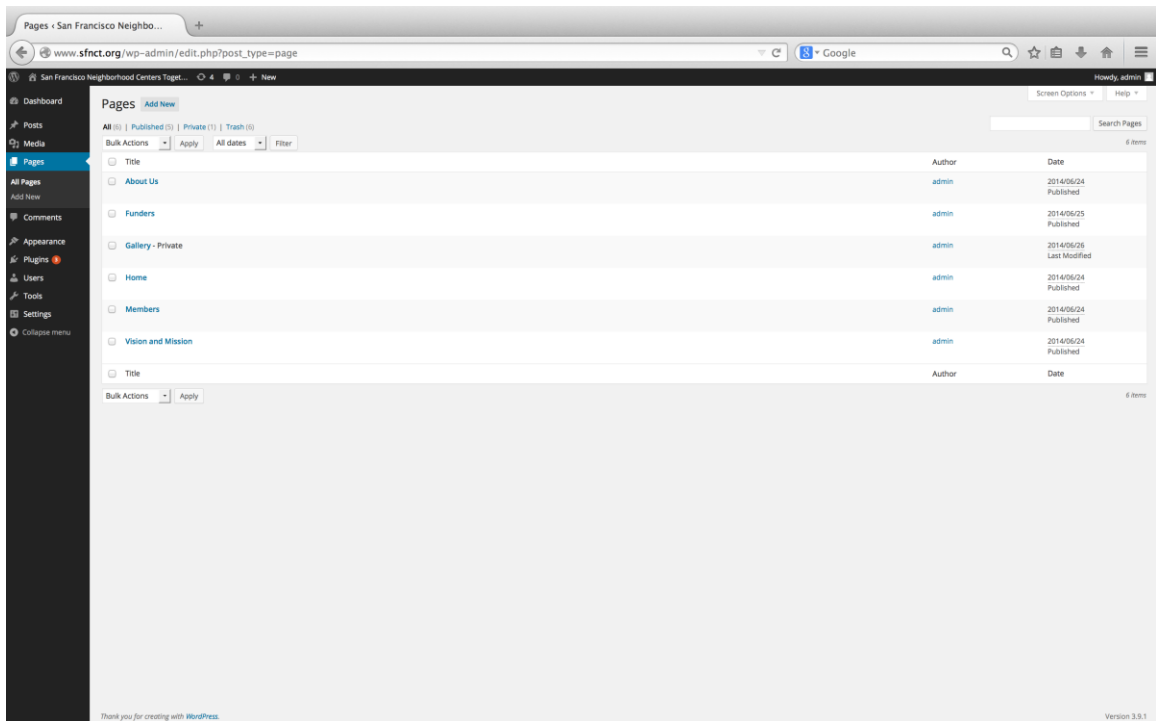 Pages ‹ San Francisco Neighbo...
www.sfnct.org/wp-admin/edit.php?post_type=page
Google
San Francisco Neighborhood Centers Toget... 4 0 + New Howdy, admin
Dashboard
Posts
Media
Pages
All Pages
Add New
Comments
Appearance
Plugins 3
Users
Tools
Settings
Collapse menu
Screen Options Help
Pages Add New
All (6) | Published (5) | Private (1) | Trash (6)
Search Pages
Bulk Actions Apply All dates Filter 6 items
Title Author Date
About Us admin 2014/06/24
Published
Funders admin 2014/06/25
Published
Gallery - Private admin 2014/06/26
Last Modified
Home admin 2014/06/24
Published
Members admin 2014/06/24
Published
Vision and Mission admin 2014/06/24
Published
Title Author Date
Bulk Actions Apply 6 items
Thank you for creating with WordPress. Version 3.9.1